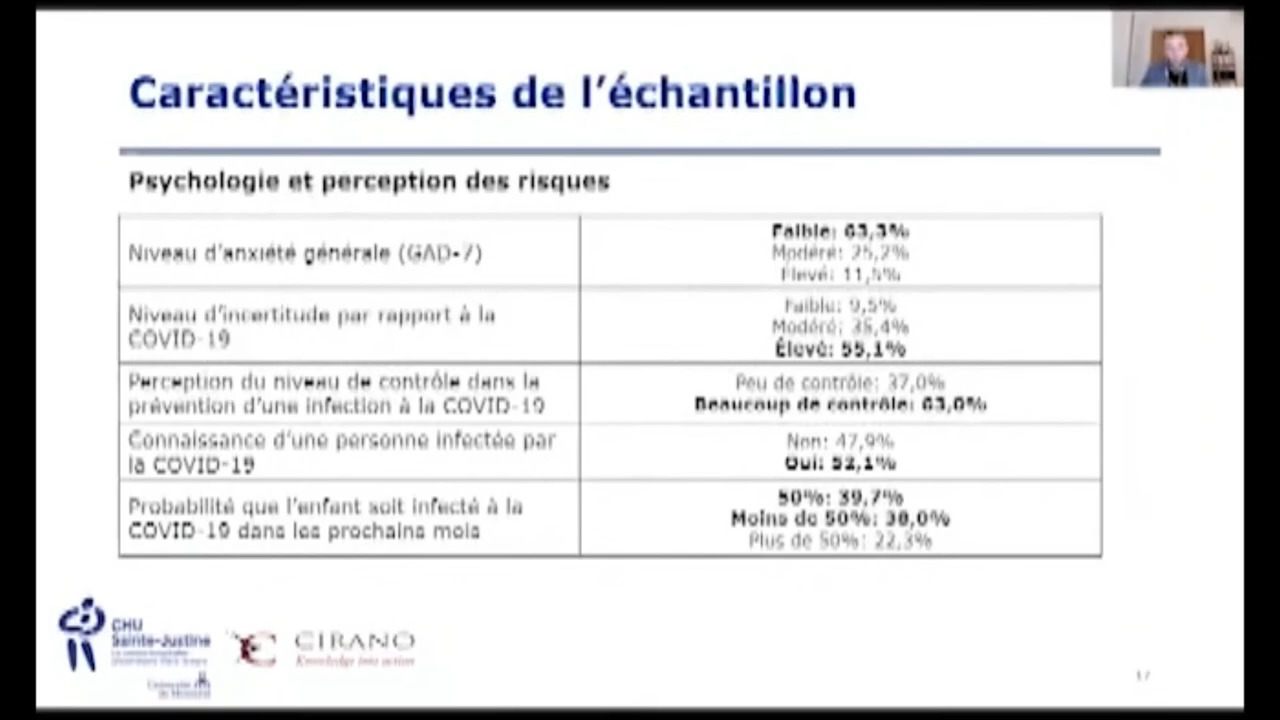 Caractéristiques de l'échantillon
Psychologie et perception des risques
Niveau d'anxiété générale (GAD-7)
Faible: 63,3%
Modéré: 25,2%
Élevé: 11,5%
Niveau d'incertitude par rapport à la
COVID-19
Faible: 9,5%
Modéré: 35,4%
Élevé: 55,1%
Perception du niveau de contrôle dans la
prévention d'une infection à la COVID-19
Peu de contrôle: 37,0%
Beaucoup de contrôle: 63,0%
Connaissance d'une personne infectée par
la COVID-19
Non: 47,9%
Oui: 52,1%
Probabilité que l'enfant soit infecté à la
COVID-19 dans les prochains mois
50%: 39,7%
Moins de 50%: 38,0%
Plus de 50%: 22,3%
CHU
Sainte-Justine
Université
de Montréal
CIRANO
Knowledge into action
17